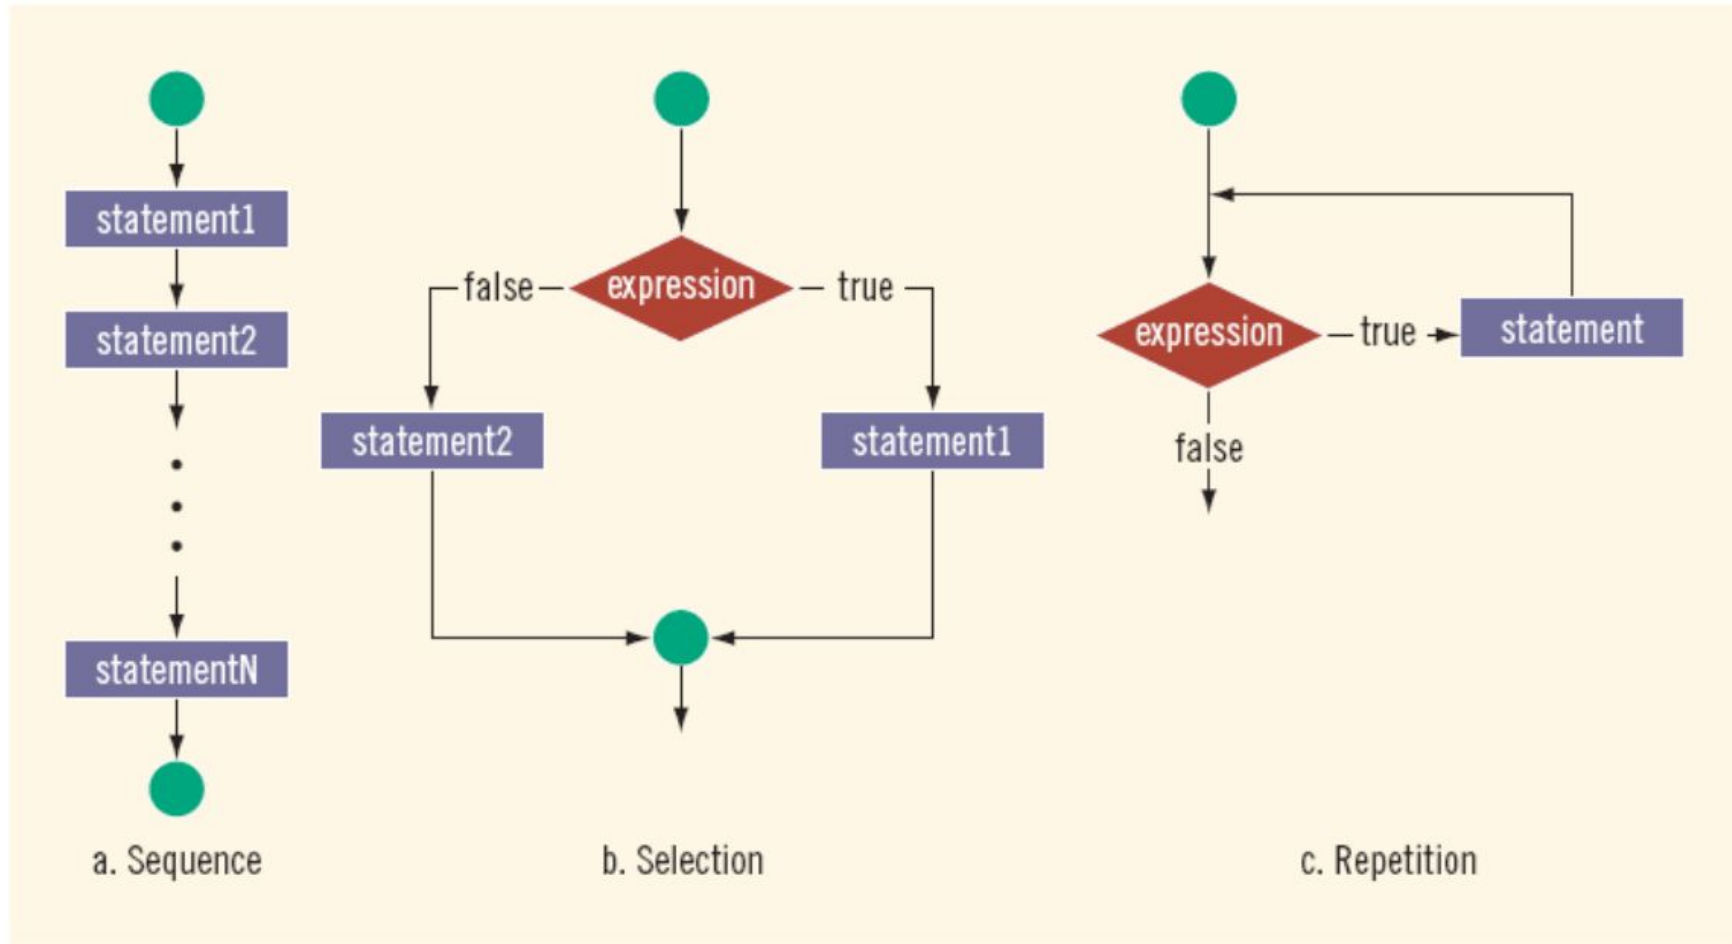 statement1
statement2
statementN
a. Sequence
false
expression
true
statement2
statement1
b. Selection
expression
true
statement
false
c. Repetition